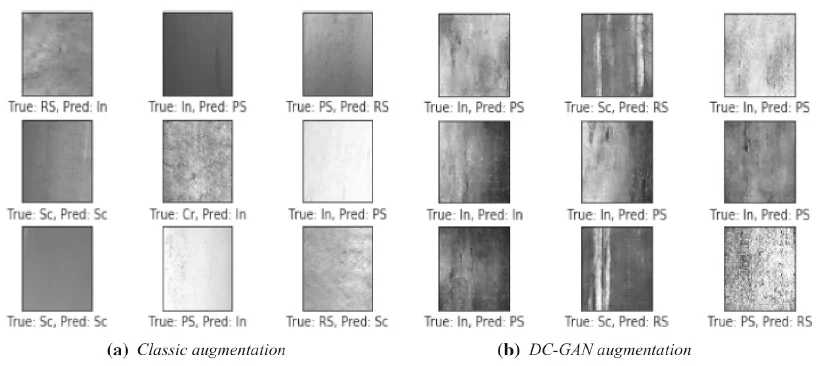 True: RS, Pred: In
True: In, Pred: PS
True: PS, Pred: RS
True: In, Pred: PS
True: Sc, Pred: RS
True: In, Pred: PS
True: Sc, Pred: Sc
True: Cr, Pred: In
True: In, Pred: PS
True: In, Pred: In
True: In, Pred: PS
True: In, Pred: PS
True: Sc, Pred: Sc
True: PS, Pred: In
True: RS, Pred: Sc
True: In, Pred: PS
True: Sc, Pred: RS
True: PS, Pred: RS
(a) Classic augmentation
(b) DC-GAN augmentation